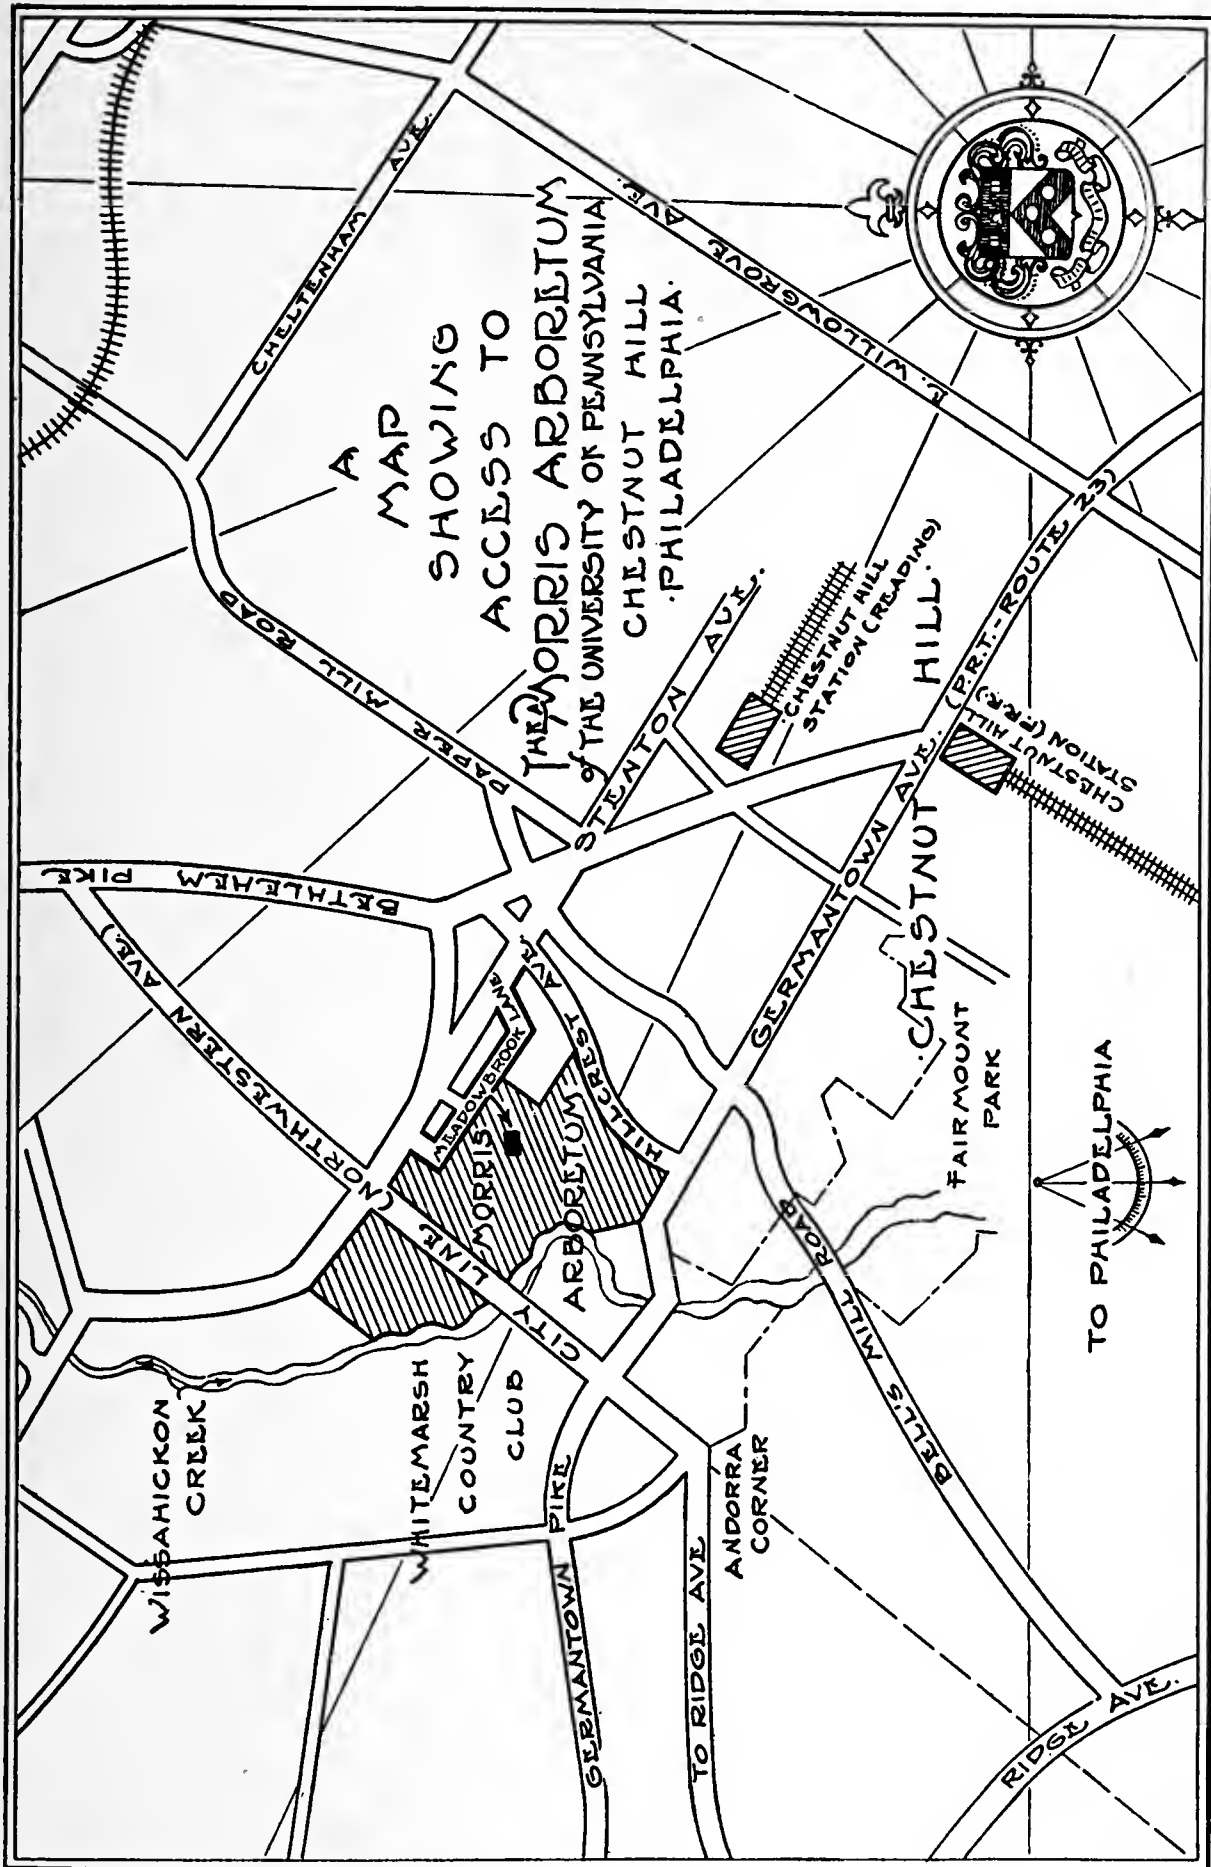 A
MAP
SHOWING
ACCESS TO
THE MORRIS ARBORETUM
of THE UNIVERSITY OF PENNSYLVANIA
CHESTNUT HILL
·PHILADELPHIA·
WISSAHICKON
CREEK
WHITEMARSH
COUNTRY
CLUB
(NORTHWESTERN AVE.)
CITY LINE
BETHLEHEM PIKE
PAPER MILL ROAD
CHELTENHAM AVE.
MEADOWBROOK LANE
MORRIS
ARBORETUM
HILLCREST AVE.
STENTON AVE.
E. WILLOWGROVE AVE.
CHESTNUT HILL
STATION (READING)
GERMANTOWN PIKE
GERMANTOWN AVE. (P.R.T.-ROUTE 23)
·CHESTNUT HILL·
CHESTNUT HILL
STATION (P.R.R.)
TO RIDGE AVE
ANDORRA
CORNER
BELL'S MILL ROAD
FAIRMOUNT
PARK
RIDGE AVE.
TO PHILADELPHIA